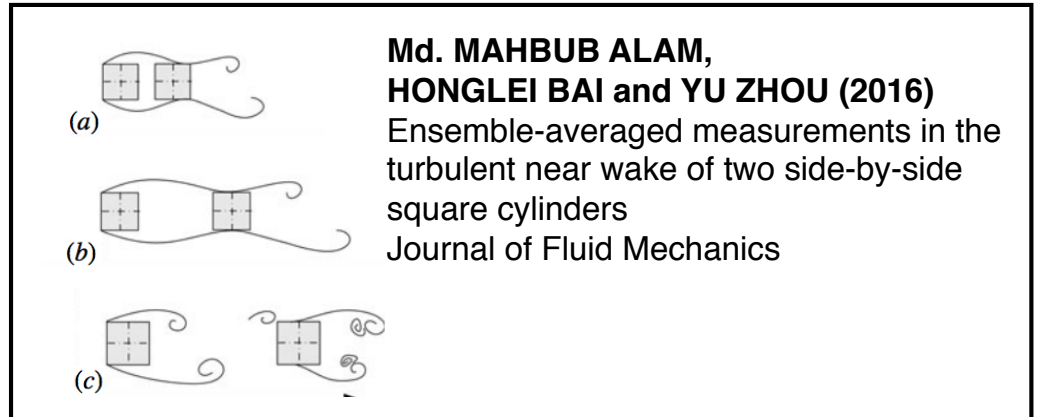 Md. MAHBUB ALAM,
HONGLEI BAI and YU ZHOU (2016)
Ensemble-averaged measurements in the
turbulent near wake of two side-by-side
square cylinders
Journal of Fluid Mechanics
(a)
(b)
(c)